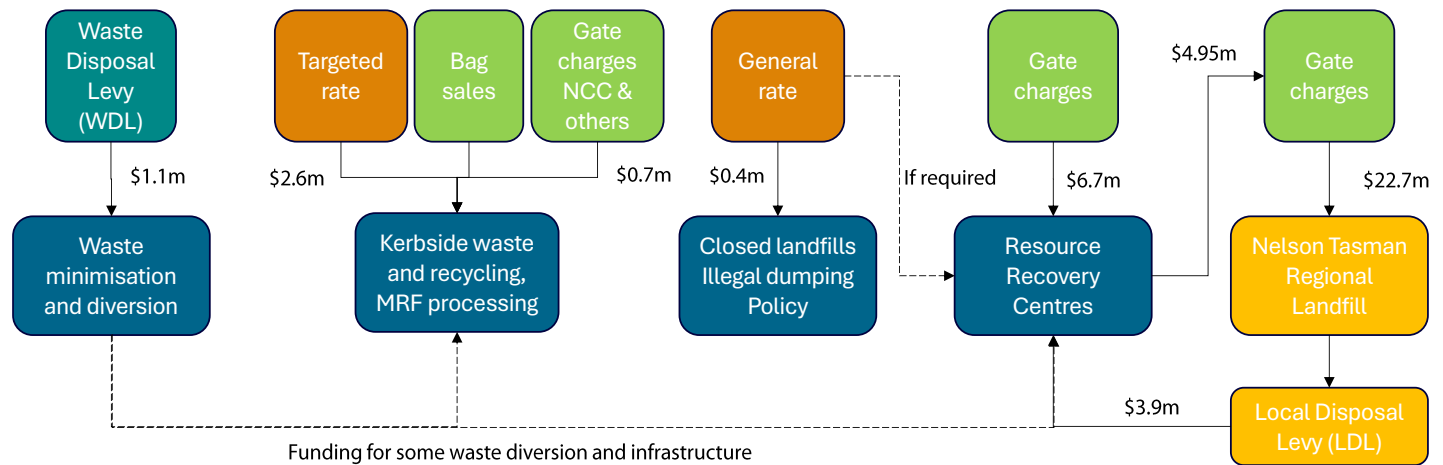 Waste
Disposal
Levy
(WDL)
Targeted
rate
Bag
sales
Gate
charges
NCC &
others
General
rate
Gate
charges
$4.95m
Gate
charges
$1.1m
$2.6m
$0.7m
$0.4m
If required
$6.7m
$22.7m
Waste
minimisation
and diversion
Kerbside waste
and recycling,
MRF processing
Closed landfills
Illegal dumping
Policy
Resource
Recovery
Centres
Nelson Tasman
Regional
Landfill
$3.9m
Local Disposal
Levy (LDL)
Funding for some waste diversion and infrastructure